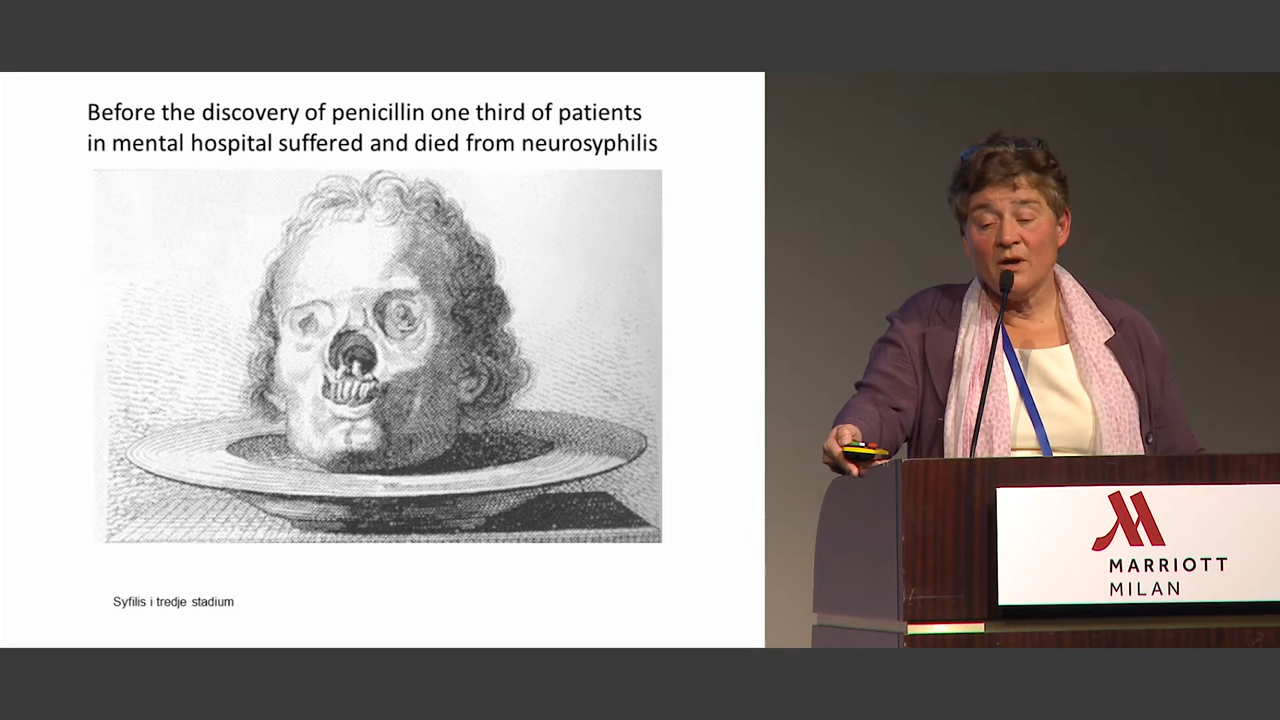 Before the discovery of penicillin one third of patients
in mental hospital suffered and died from neurosyphilis
Syfilis i tredje stadium
MARRIOTT
MILAN